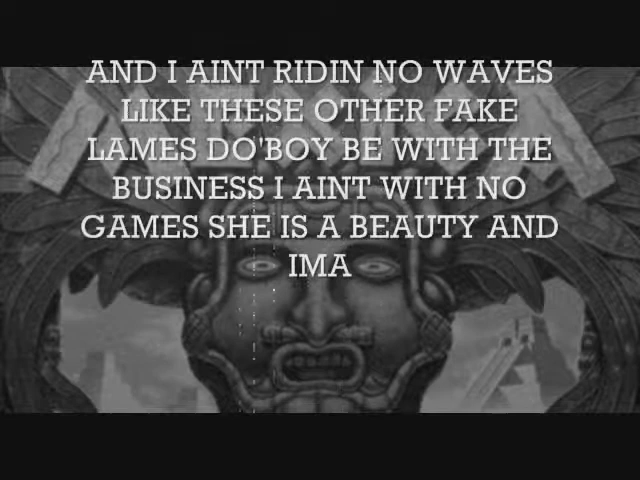 AND I AINT RIDIN NO WAVES
LIKE THESE OTHER FAKE
LAMES DO'BOY BE WITH THE
BUSINESS I AINT WITH NO
GAMES SHE IS A BEAUTY AND
IMA